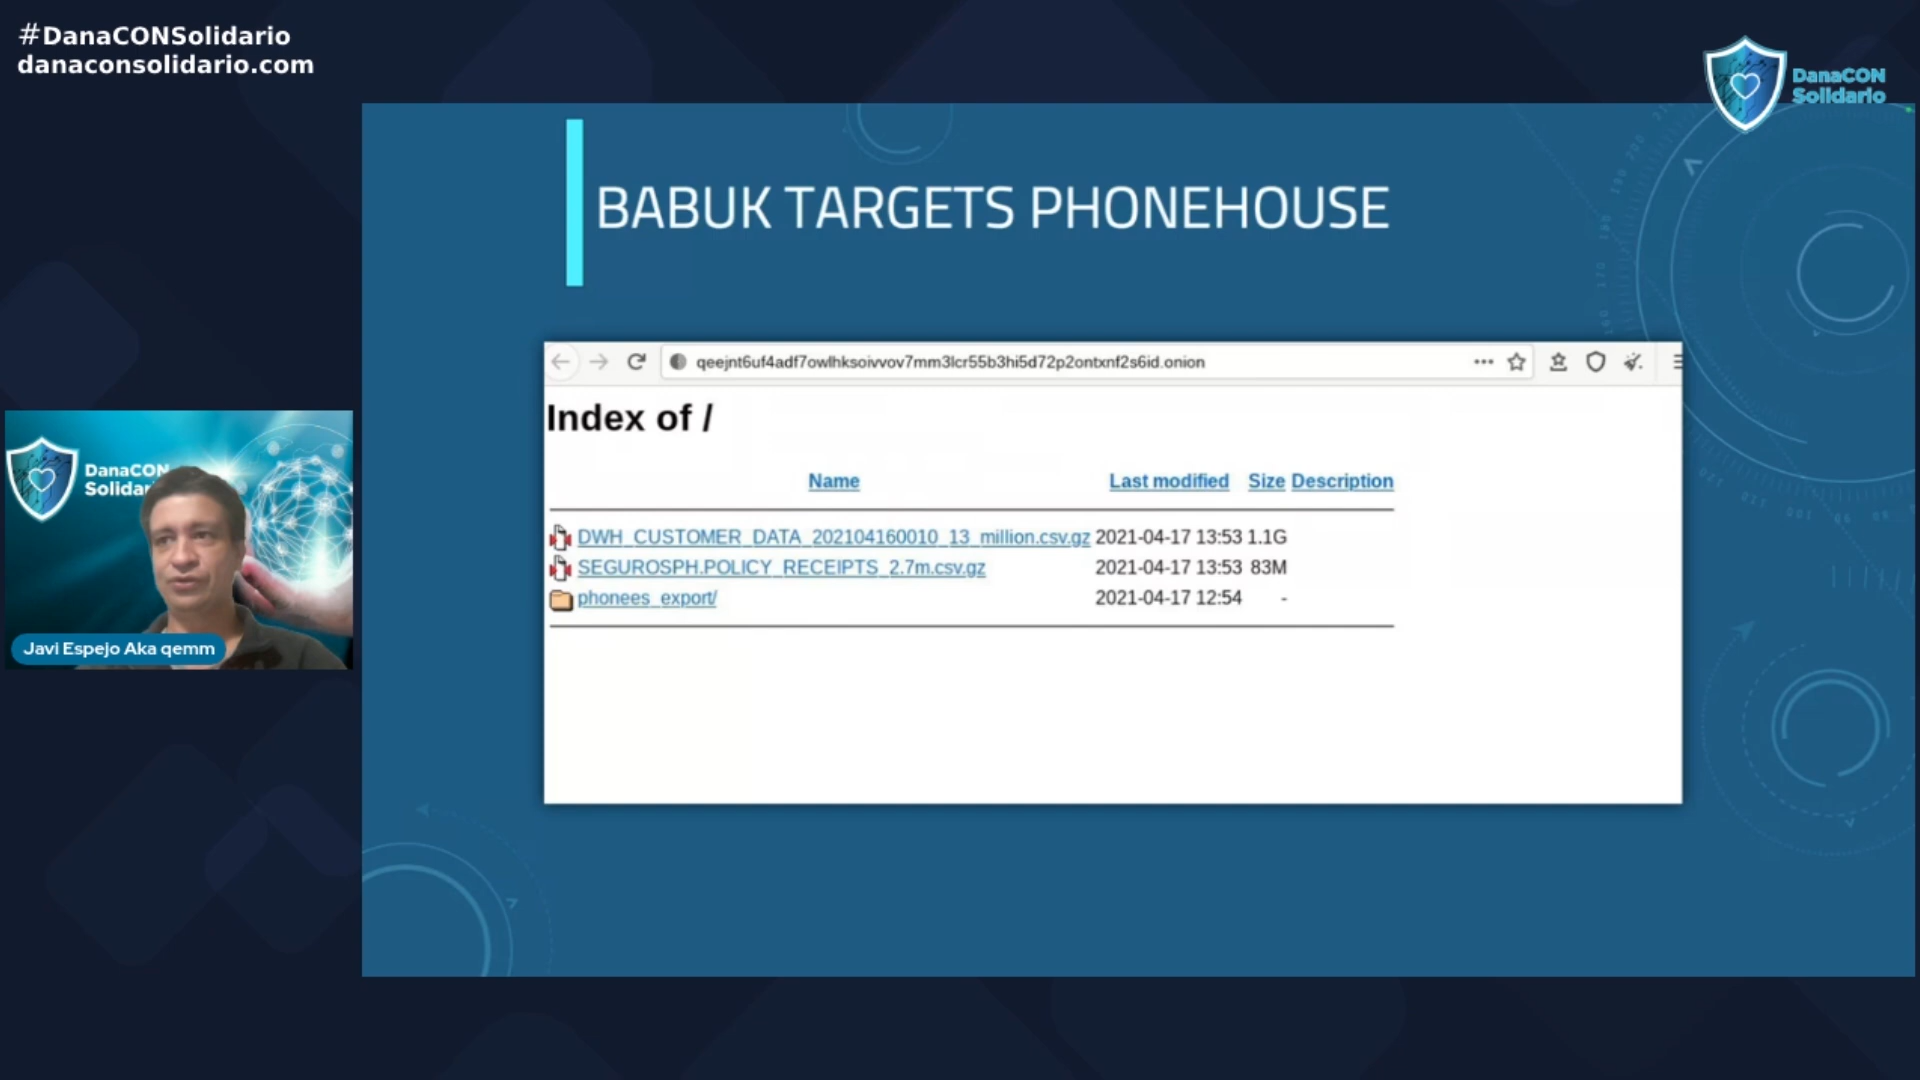 #DanaCONSolidario
danaconsolidario.com
DanaCON
Solidario
BABUK TARGETS PHONEHOUSE
qeejnt6uf4adf7owlhksoivvov7mm3lcr55b3hi5d72p2ontxnf2s6id.onion
Index of /
Name Last modified Size Description
DWH_CUSTOMER_DATA_202104160010_13_million.csv.gz 2021-04-17 13:53 1.1G
SEGUROSPH.POLICY_RECEIPTS_2.7m.csv.gz 2021-04-17 13:53 83M
phonees_export/ 2021-04-17 12:54 -
DanaCON
Javi Espejo Aka qemm